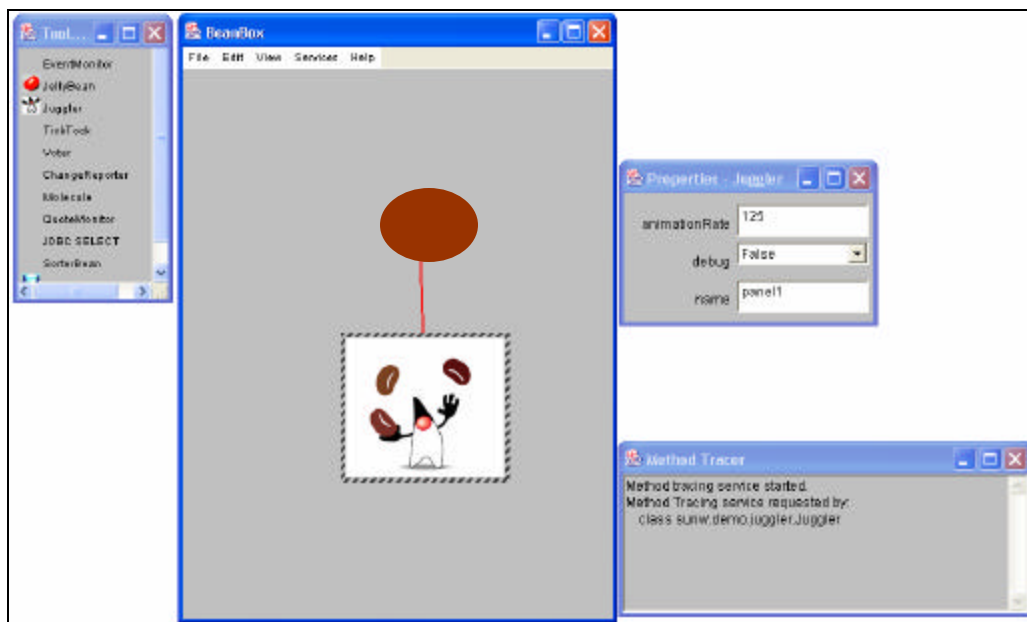 Tool...
EventMonitor
JellyBean
Juggler
TickTock
Voter
ChangeReporter
Molecule
QuoteMonitor
JDBC SELECT
SorterBean
BeanBox
File Edit View Services Help
Properties - Juggler
animationRate 125
debug False
name panel1
Method Tracer
Method tracing service started.
Method Tracing service requested by:
class sunw.demo.juggler.Juggler